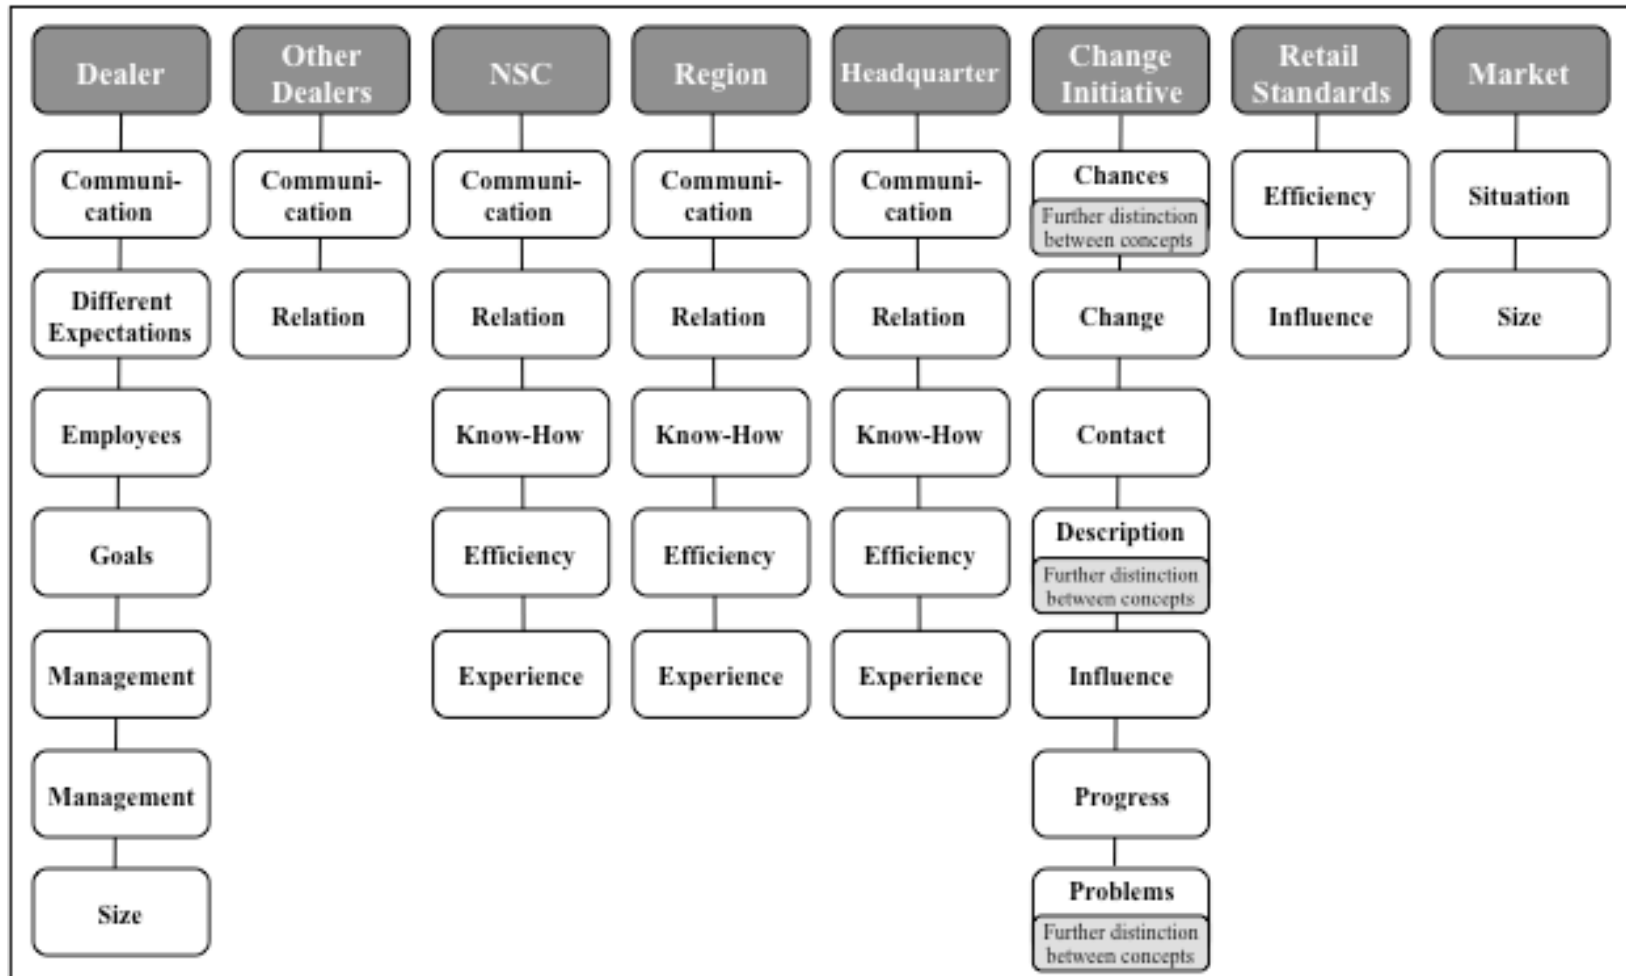 Dealer
Communi-
cation
Different
Expectations
Employees
Goals
Management
Management
Size
Other
Dealers
Communi-
cation
Relation
NSC
Communi-
cation
Relation
Know-How
Efficiency
Experience
Region
Communi-
cation
Relation
Know-How
Efficiency
Experience
Headquarter
Communi-
cation
Relation
Know-How
Efficiency
Experience
Change
Initiative
Chances
Further distinction
between concepts
Change
Contact
Description
Further distinction
between concepts
Influence
Progress
Problems
Further distinction
between concepts
Retail
Standards
Efficiency
Influence
Market
Situation
Size